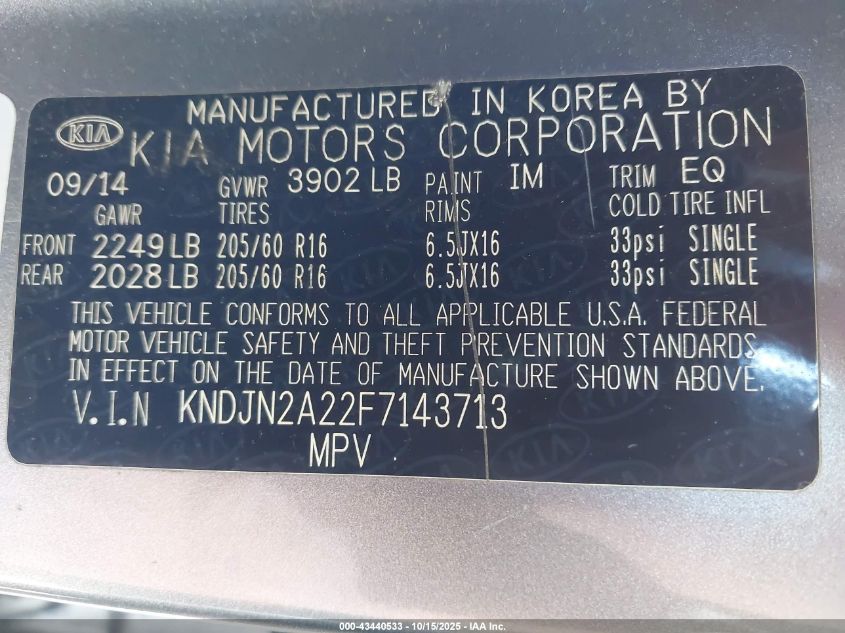 MANUFACTURED IN KOREA BY
KIA KIA MOTORS CORPORATION
09/14 GVWR 3902 LB PAINT IM TRIM EQ
GAWR TIRES RIMS COLD TIRE INFL
FRONT 2249 LB 205/60 R16 6.5JX16 33psi SINGLE
REAR 2028 LB 205/60 R16 6.5JX16 33psi SINGLE
THIS VEHICLE CONFORMS TO ALL APPLICABLE U.S.A. FEDERAL
MOTOR VEHICLE SAFETY AND THEFT PREVENTION STANDARDS
IN EFFECT ON THE DATE OF MANUFACTURE SHOWN ABOVE.
V.I.N KNDJN2A22F7143713
MPV
000-43440533 - 10/15/2025 - IAA Inc.